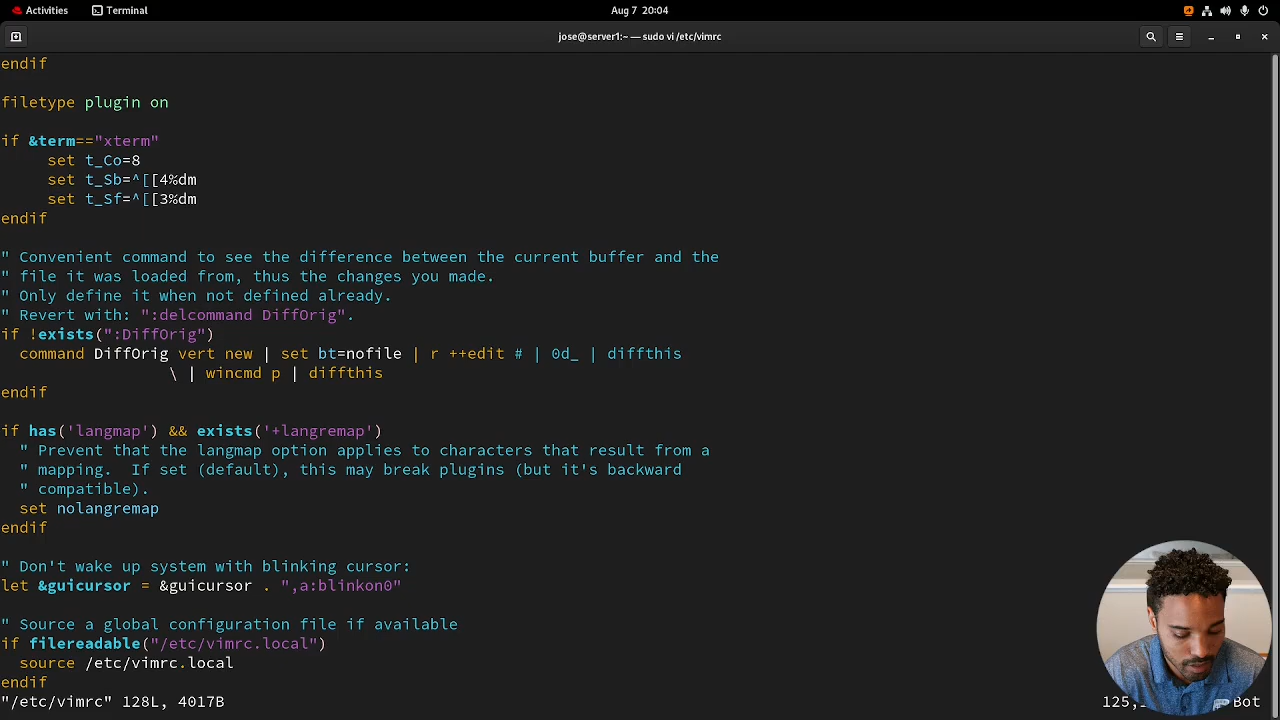 Activities
Terminal
Aug 7 20:04
jose@server1:~ — sudo vi /etc/vimrc
endif
filetype plugin on
if &term=="xterm"
     set t_Co=8
     set t_Sb=^[[4%dm
     set t_Sf=^[[3%dm
endif
" Convenient command to see the difference between the current buffer and the
" file it was loaded from, thus the changes you made.
" Only define it when not defined already.
" Revert with: ":delcommand DiffOrig".
if !exists(":DiffOrig")
  command DiffOrig vert new | set bt=nofile | r ++edit # | 0d_ | diffthis
                  \ | wincmd p | diffthis
endif
if has('langmap') && exists('+langremap')
  " Prevent that the langmap option applies to characters that result from a
  " mapping.  If set (default), this may break plugins (but it's backward
  " compatible).
  set nolangremap
endif
" Don't wake up system with blinking cursor:
let &guicursor = &guicursor . ",a:blinkon0"
" Source a global configuration file if available
if filereadable("/etc/vimrc.local")
  source /etc/vimrc.local
endif
"/etc/vimrc" 128L, 4017B
125, Bot